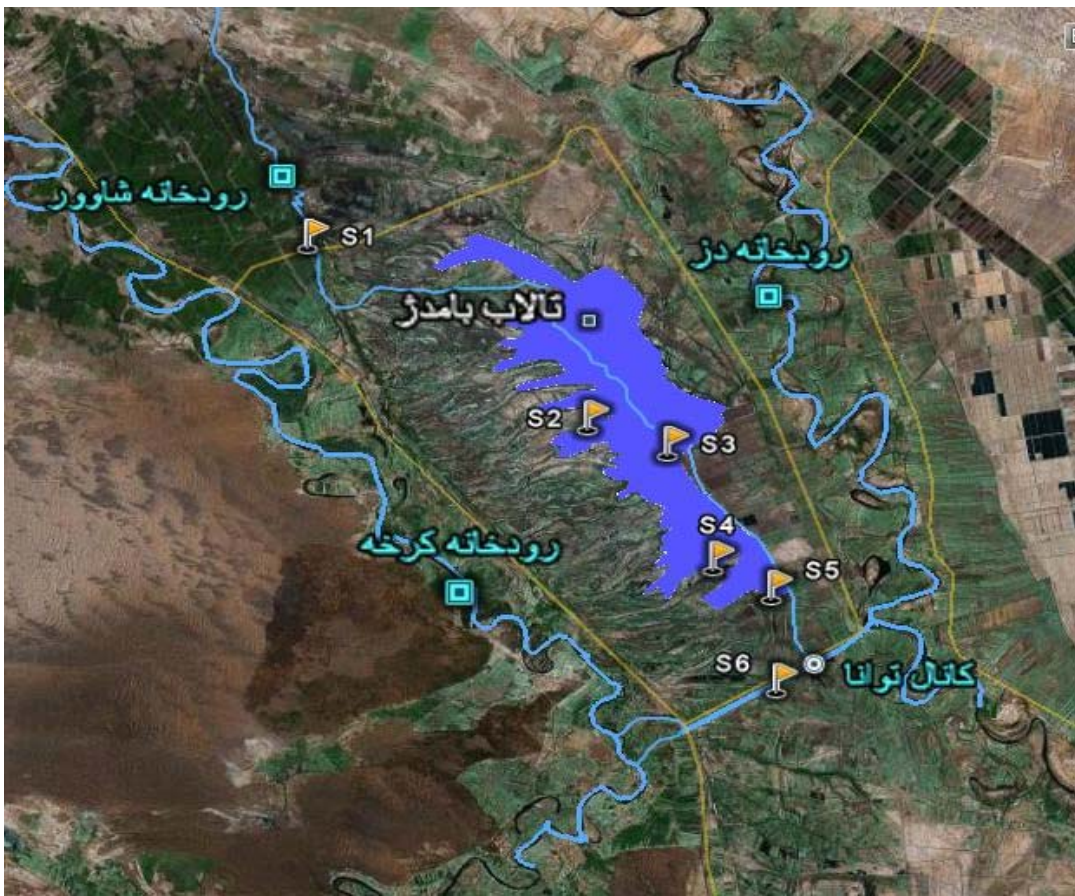 رودخانه شاوور
S1
رودخانه دز
تالاب بامدژ
S2
S3
S4
رودخانه کرخه
S5
S6
کانال توانا